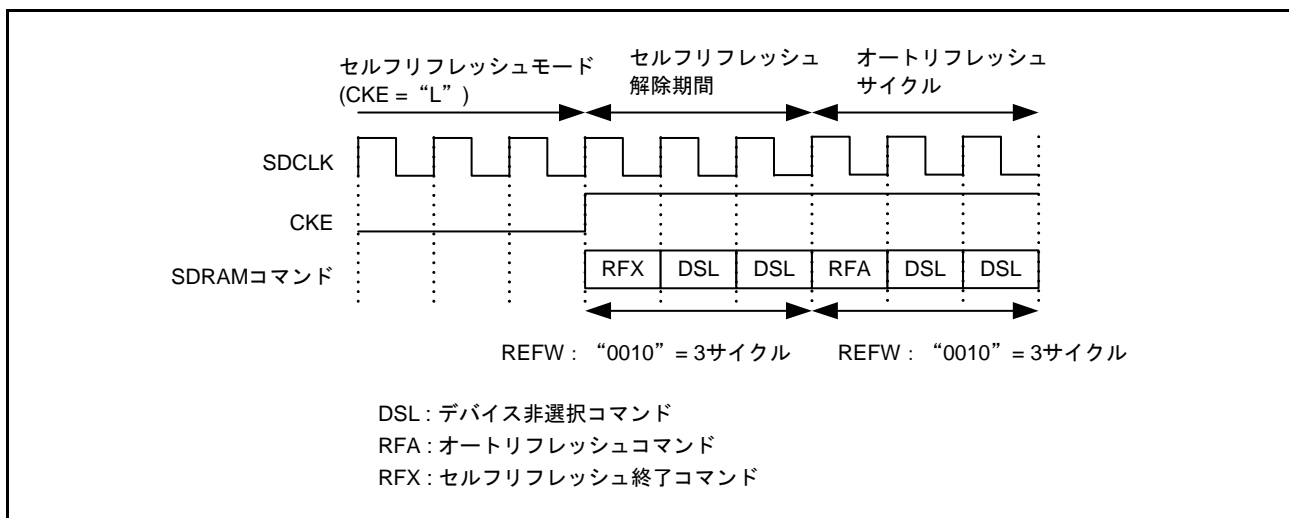 セルフリフレッシュモード
(CKE = “L”)
セルフリフレッシュ
解除期間
オートリフレッシュ
サイクル
SDCLK
CKE
SDRAMコマンド
RFX DSL DSL RFA DSL DSL
REFW : “0010” = 3サイクル REFW : “0010” = 3サイクル
DSL : デバイス非選択コマンド
RFA : オートリフレッシュコマンド
RFX : セルフリフレッシュ終了コマンド